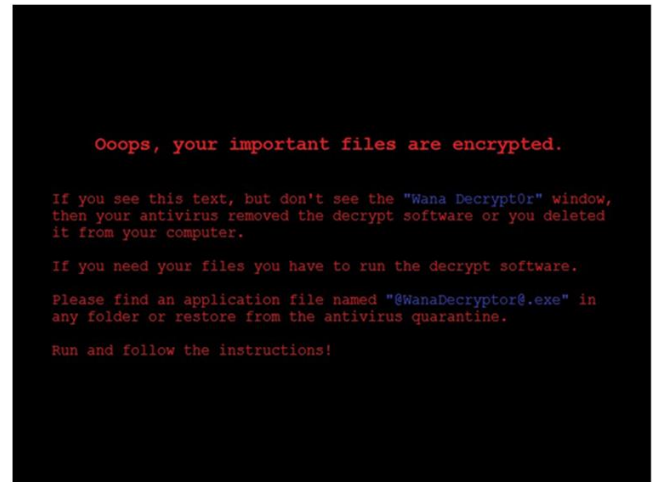 Ooops, your important files are encrypted.
If you see this text, but don't see the "Wana Decrypt0r" window,
then your antivirus removed the decrypt software or you deleted
it from your computer.
If you need your files you have to run the decrypt software.
Please find an application file named "@WanaDecryptor@.exe" in
any folder or restore from the antivirus quarantine.
Run and follow the instructions!